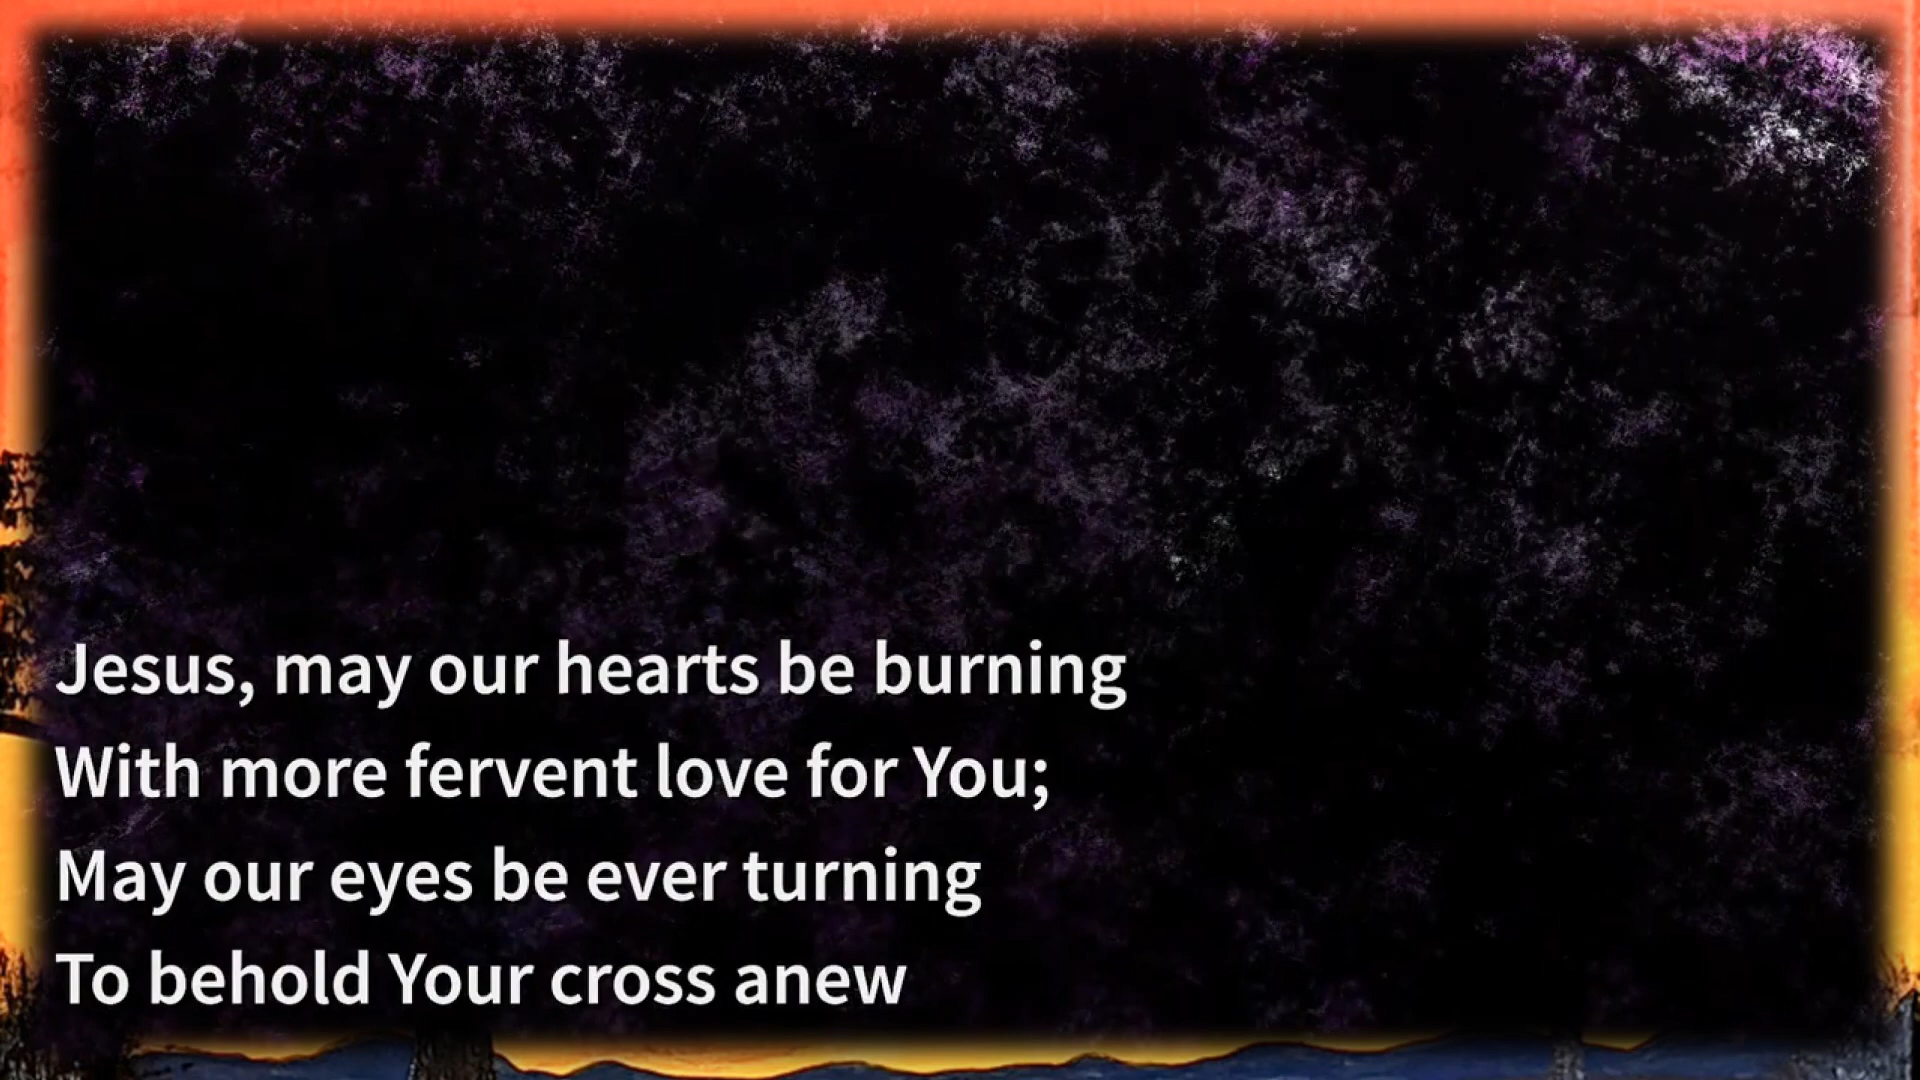 Jesus, may our hearts be burning
With more fervent love for You;
May our eyes be ever turning
To behold Your cross anew